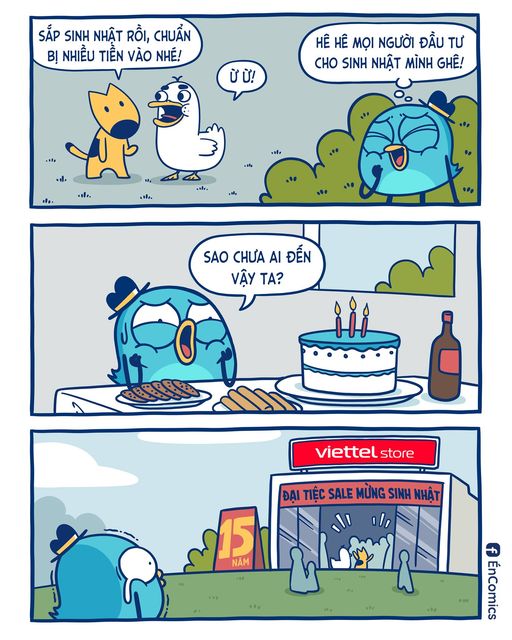 SẮP SINH NHẬT RỒI, CHUẨN
BỊ NHIỀU TIỀN VÀO NHÉ!
Ừ Ừ!
HÊ HÊ MỌI NGƯỜI ĐẦU TƯ
CHO SINH NHẬT MÌNH GHÊ!
SAO CHƯA AI ĐẾN
VẬY TA?
viettel store
ĐẠI TIỆC SALE MỪNG SINH NHẬT
15
NĂM
ÉnComics